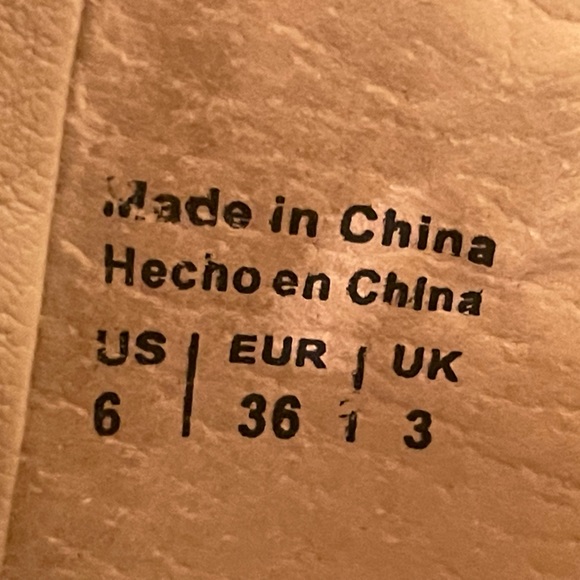 Made in China
Hecho en China
US | EUR | UK
6 | 36 | 3